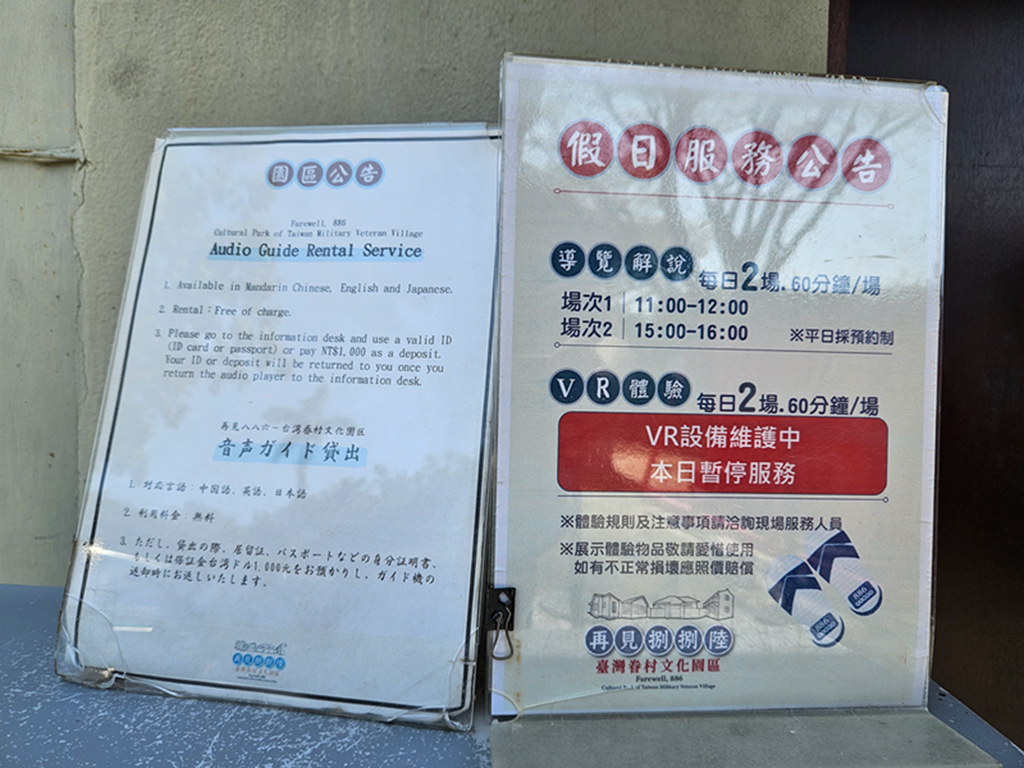 園區公告
Farewell, 886
Cultural Park of Taiwan Military Veteran Village
Audio Guide Rental Service
1. Available in Mandarin Chinese, English and Japanese.
2. Rental：Free of charge.
3. Please go to the information desk and use a valid ID
(ID card or passport) or pay NT$1,000 as a deposit.
Your ID or deposit will be returned to you once you
return the audio player to the information desk.
再見八八六－台湾眷村文化園区
音声ガイド貸出
1. 対応言語：中国語、英語、日本語
2. 利用料金：無料
3. ただし、貸出の際、居留証、パスポートなどの身分証明書、
もしくは保証金台湾ドル1,000元をお預かりし、ガイド機の
返却時にお返しいたします。
再見捌捌陸
臺灣眷村文化園區
假日服務公告
導覽解說 每日2場. 60分鐘/場
場次1 | 11:00-12:00
場次2 | 15:00-16:00 ※平日採預約制
VR體驗 每日2場. 60分鐘/場
VR設備維護中
本日暫停服務
※體驗規則及注意事項請洽詢現場服務人員
※展示體驗物品敬請愛惜使用
如有不正常損壞應照價賠償
886
886
再見捌捌陸
臺灣眷村文化園區
Farewell, 886
Cultural Park of Taiwan Military Veteran Village